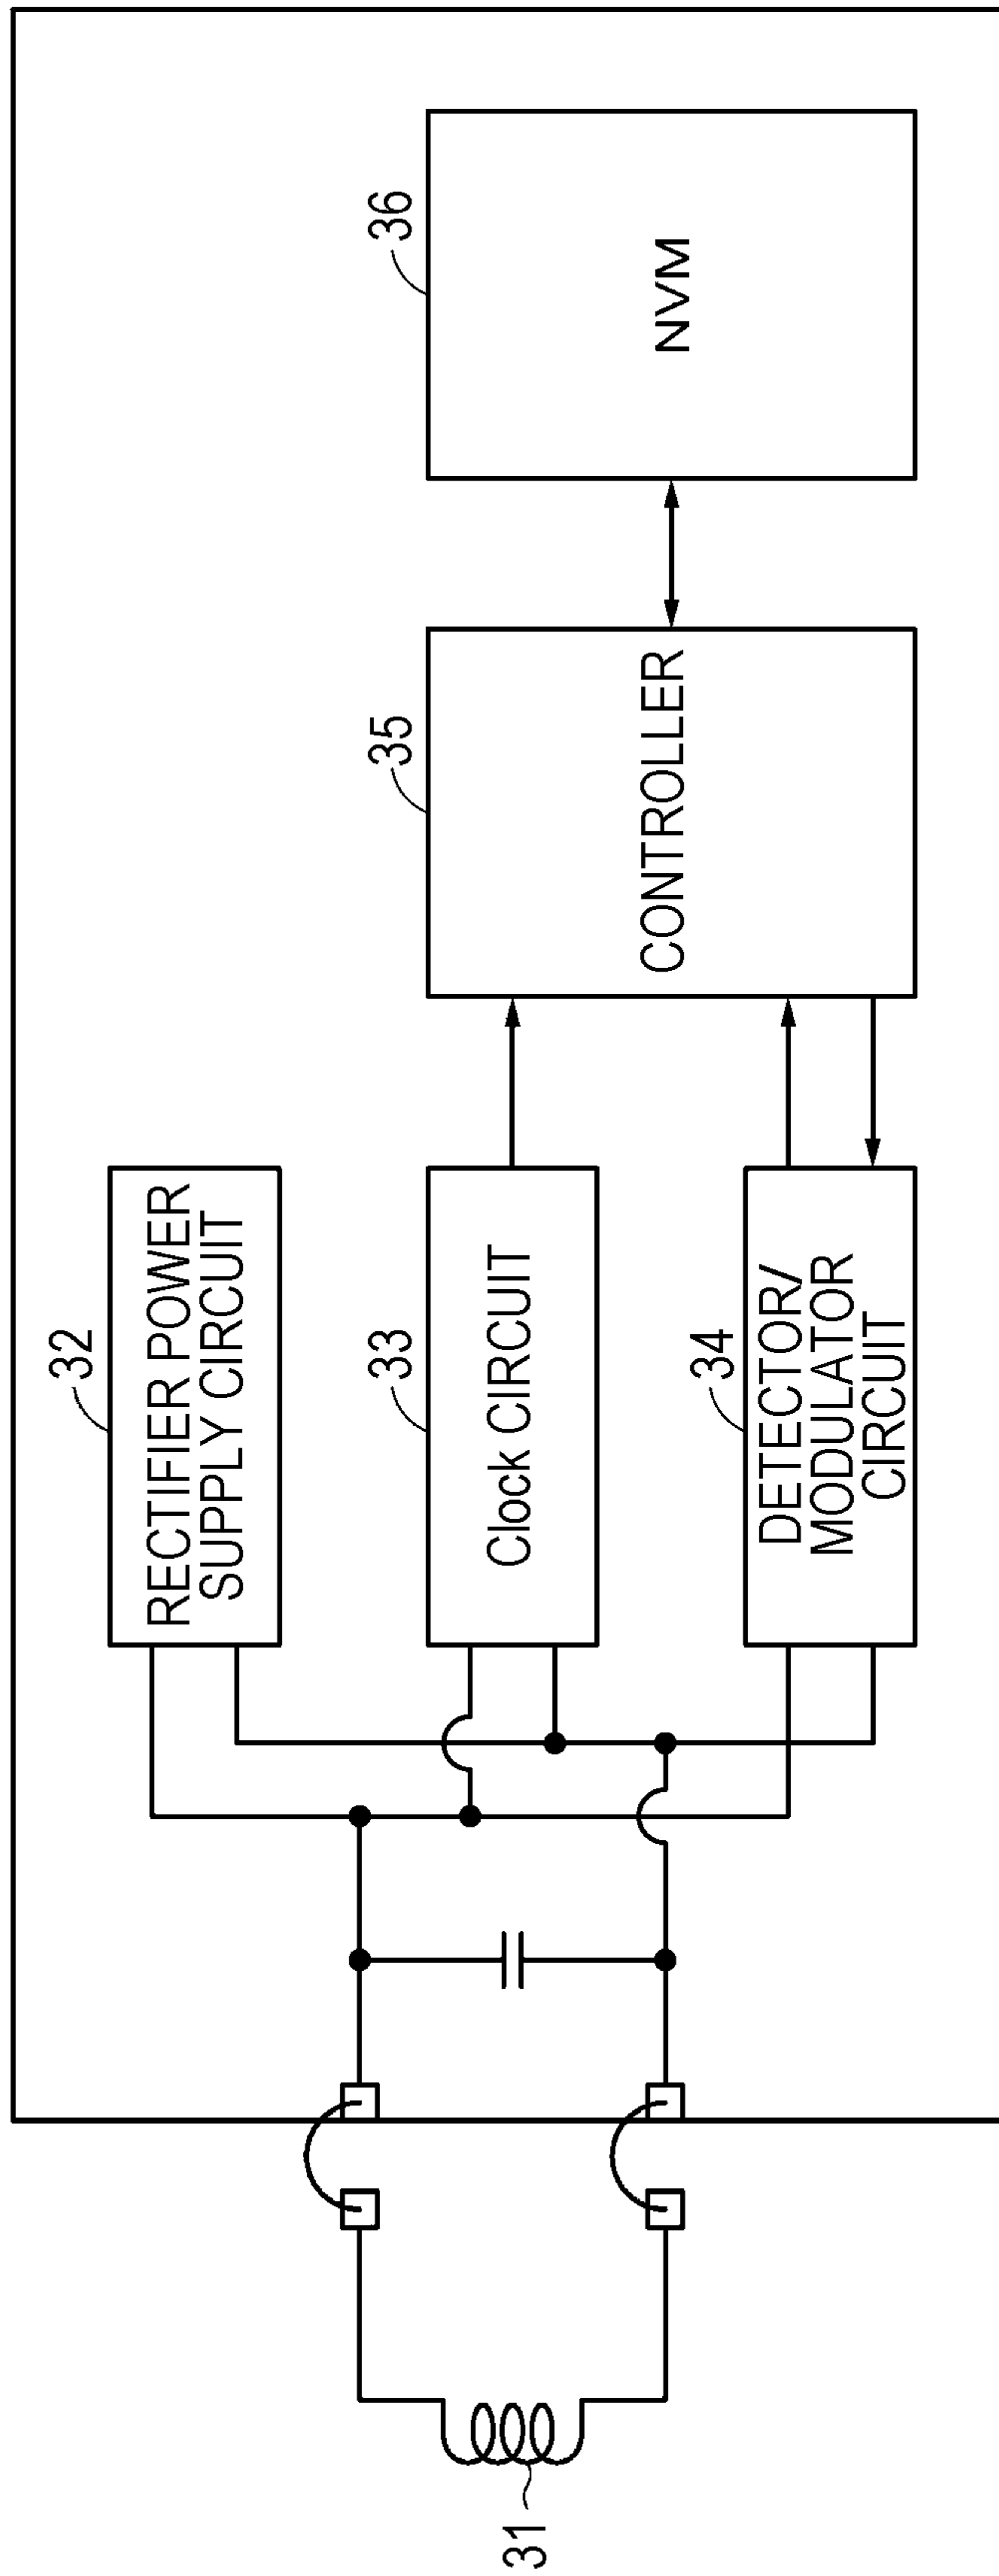 31
32
RECTIFIER POWER
SUPPLY CIRCUIT
33
Clock CIRCUIT
34
DETECTOR/
MODULATOR
CIRCUIT
35
CONTROLLER
36
NVM